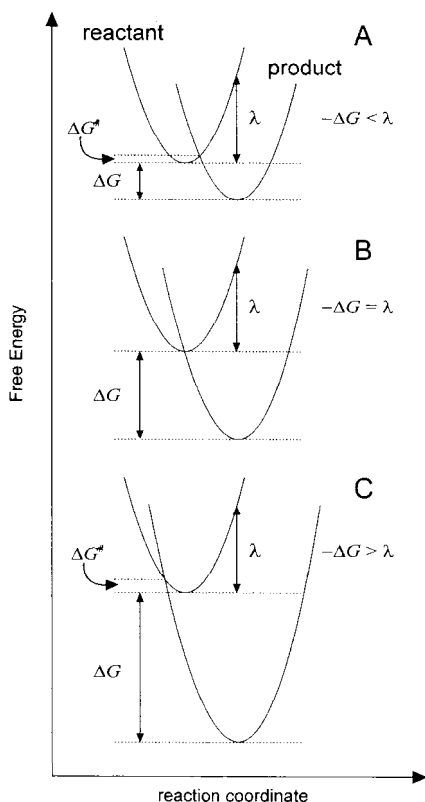 reactant
A
product
ΔG#
λ
−ΔG < λ
ΔG
B
λ
−ΔG = λ
ΔG
C
ΔG#
λ
−ΔG > λ
ΔG
Free Energy
reaction coordinate